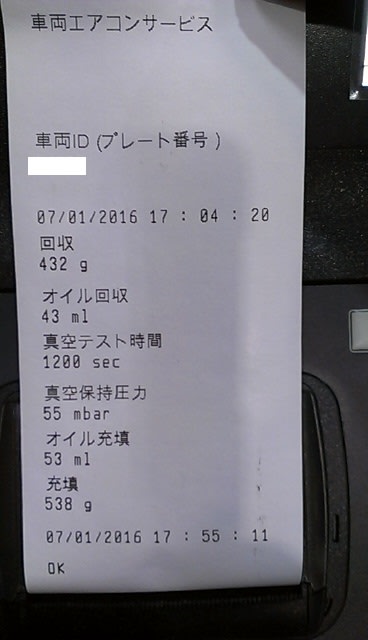 車両エアコンサービス
車両ID (プレート番号 )
07/01/2016 17 : 04 : 20
回収
432 g
オイル回収
43 ml
真空テスト時間
1200 sec
真空保持圧力
55 mbar
オイル充填
53 ml
充填
538 g
07/01/2016 17 : 55 : 11
OK